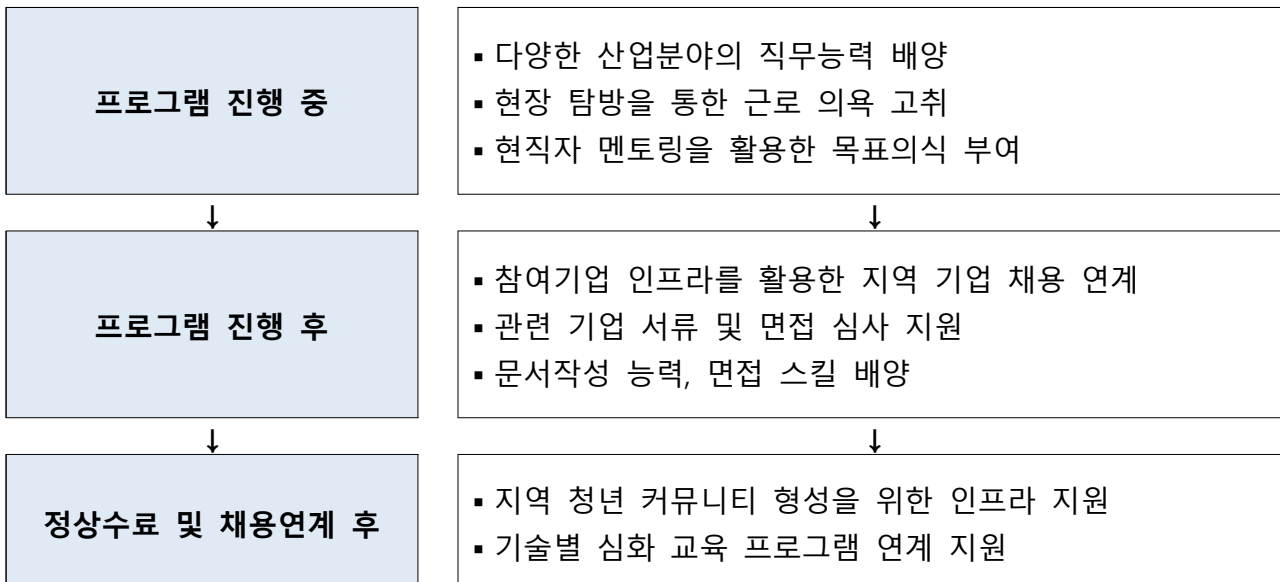 프로그램 진행 중
▪ 다양한 산업분야의 직무능력 배양
▪ 현장 탐방을 통한 근로 의욕 고취
▪ 현직자 멘토링을 활용한 목표의식 부여
↓ ↓
프로그램 진행 후
▪ 참여기업 인프라를 활용한 지역 기업 채용 연계
▪ 관련 기업 서류 및 면접 심사 지원
▪ 문서작성 능력, 면접 스킬 배양
↓ ↓
정상수료 및 채용연계 후
▪ 지역 청년 커뮤니티 형성을 위한 인프라 지원
▪ 기술별 심화 교육 프로그램 연계 지원